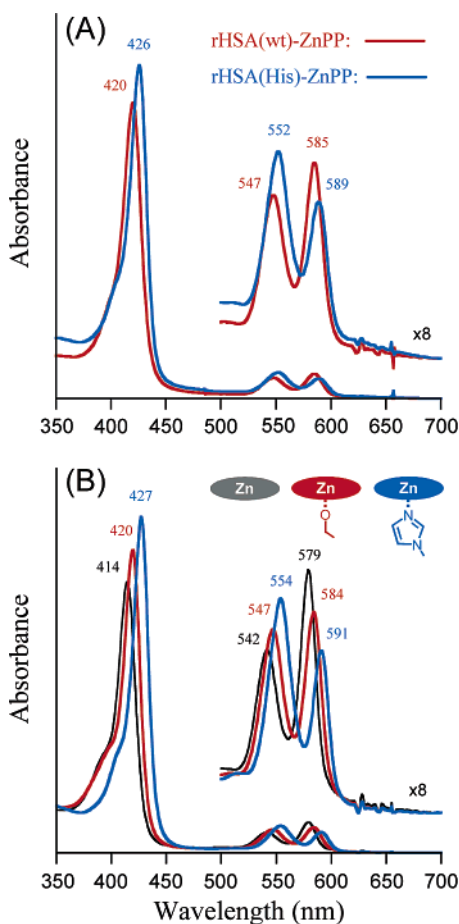 (A)
rHSA(wt)-ZnPP:
rHSA(His)-ZnPP:
426
420
552
585
547
589
x8
Absorbance
350 400 450 500 550 600 650 700
(B)
Zn Zn Zn
O N
N
427
420
414
579
554
584
547
591
542
x8
Absorbance
350 400 450 500 550 600 650 700
Wavelength (nm)